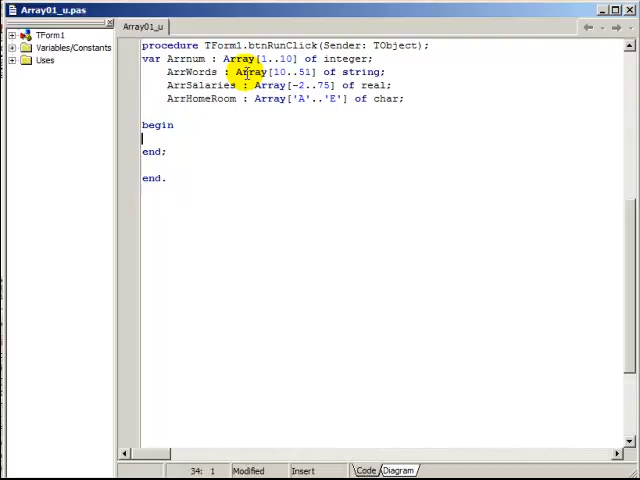 Array01_u.pas
TForm1
Variables/Constants
Uses
Array01_u
procedure TForm1.btnRunClick(Sender: TObject);
var Arrnum : Array[1..10] of integer;
ArrWords : Array[10..51] of string;
ArrSalaries : Array[-2..75] of real;
ArrHomeRoom : Array['A'..'E'] of char;
begin
end;
end.
34: 1 Modified Insert Code Diagram